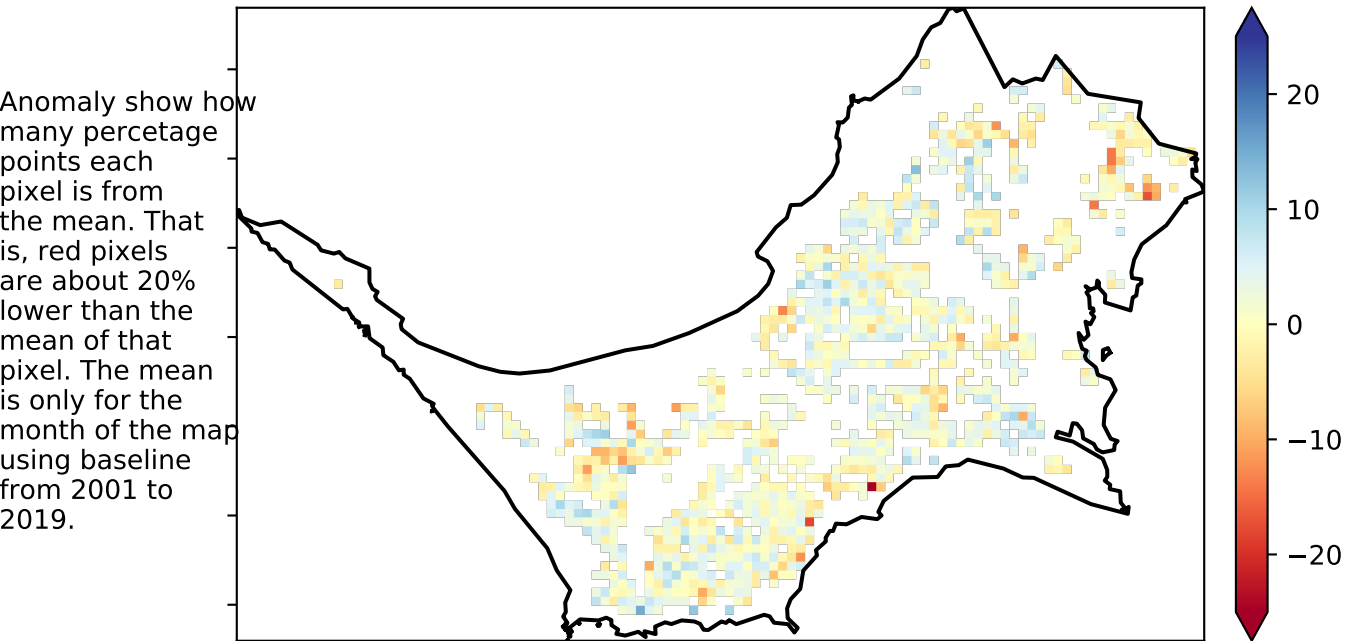 Anomaly show how
many percetage
points each
pixel is from
the mean. That
is, red pixels
are about 20%
lower than the
mean of that
pixel. The mean
is only for the
month of the map
using baseline
from 2001 to
2019.
20
10
0
−10
−20